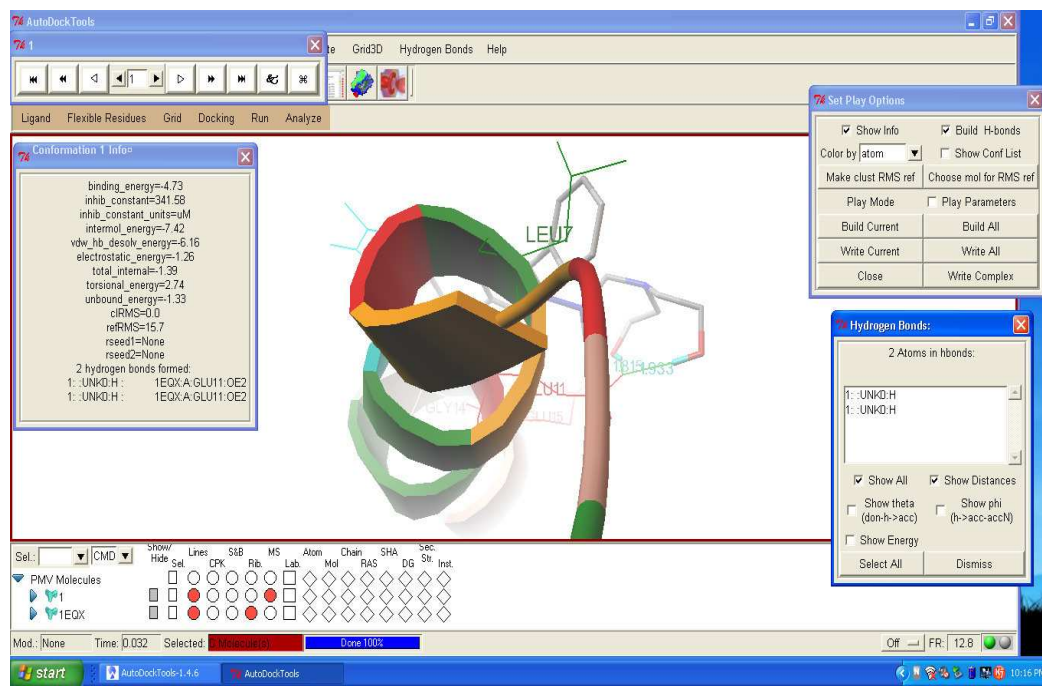 AutoDockTools
1
Grid3D Hydrogen Bonds Help
1
Ligand Flexible Residues Grid Docking Run Analyze
Conformation 1 Info
binding_energy=-4.73
inhib_constant=341.58
inhib_constant_units=uM
intermol_energy=-7.42
vdw_hb_desolv_energy=-6.16
electrostatic_energy=-1.26
total_internal=-1.39
torsional_energy=2.74
unbound_energy=-1.33
clRMS=0.0
refRMS=15.7
rseed1=None
rseed2=None
2 hydrogen bonds formed:
1: :UNK0:H : 1EQX:A:GLU11:OE2
1: :UNK0:H : 1EQX:A:GLU11:OE2
LEU7
GLY14
GLU15
Set Play Options
Show Info Build H-bonds
Color by atom Show Conf List
Make clust RMS ref Choose mol for RMS ref
Play Mode Play Parameters
Build Current Build All
Write Current Write All
Close Write Complex
Hydrogen Bonds:
2 Atoms in hbonds:
1: :UNK0:H
1: :UNK0:H
Show All Show Distances
Show theta (don-h->acc)
Show phi (h->acc-accN)
Show Energy
Select All Dismiss
Sel.: CMD Show/Hide Sel. Lines CPK S&B Rib. MS Lab. Atom Mol Chain RAS SHA DG Sec. Str. Inst.
PMV Molecules
1
1EQX
Mod.: None Time: 0.032 Selected: Done 100% Off FR: 12.8
start AutoDockTools-1.4.6 AutoDockTools 10:16 PM